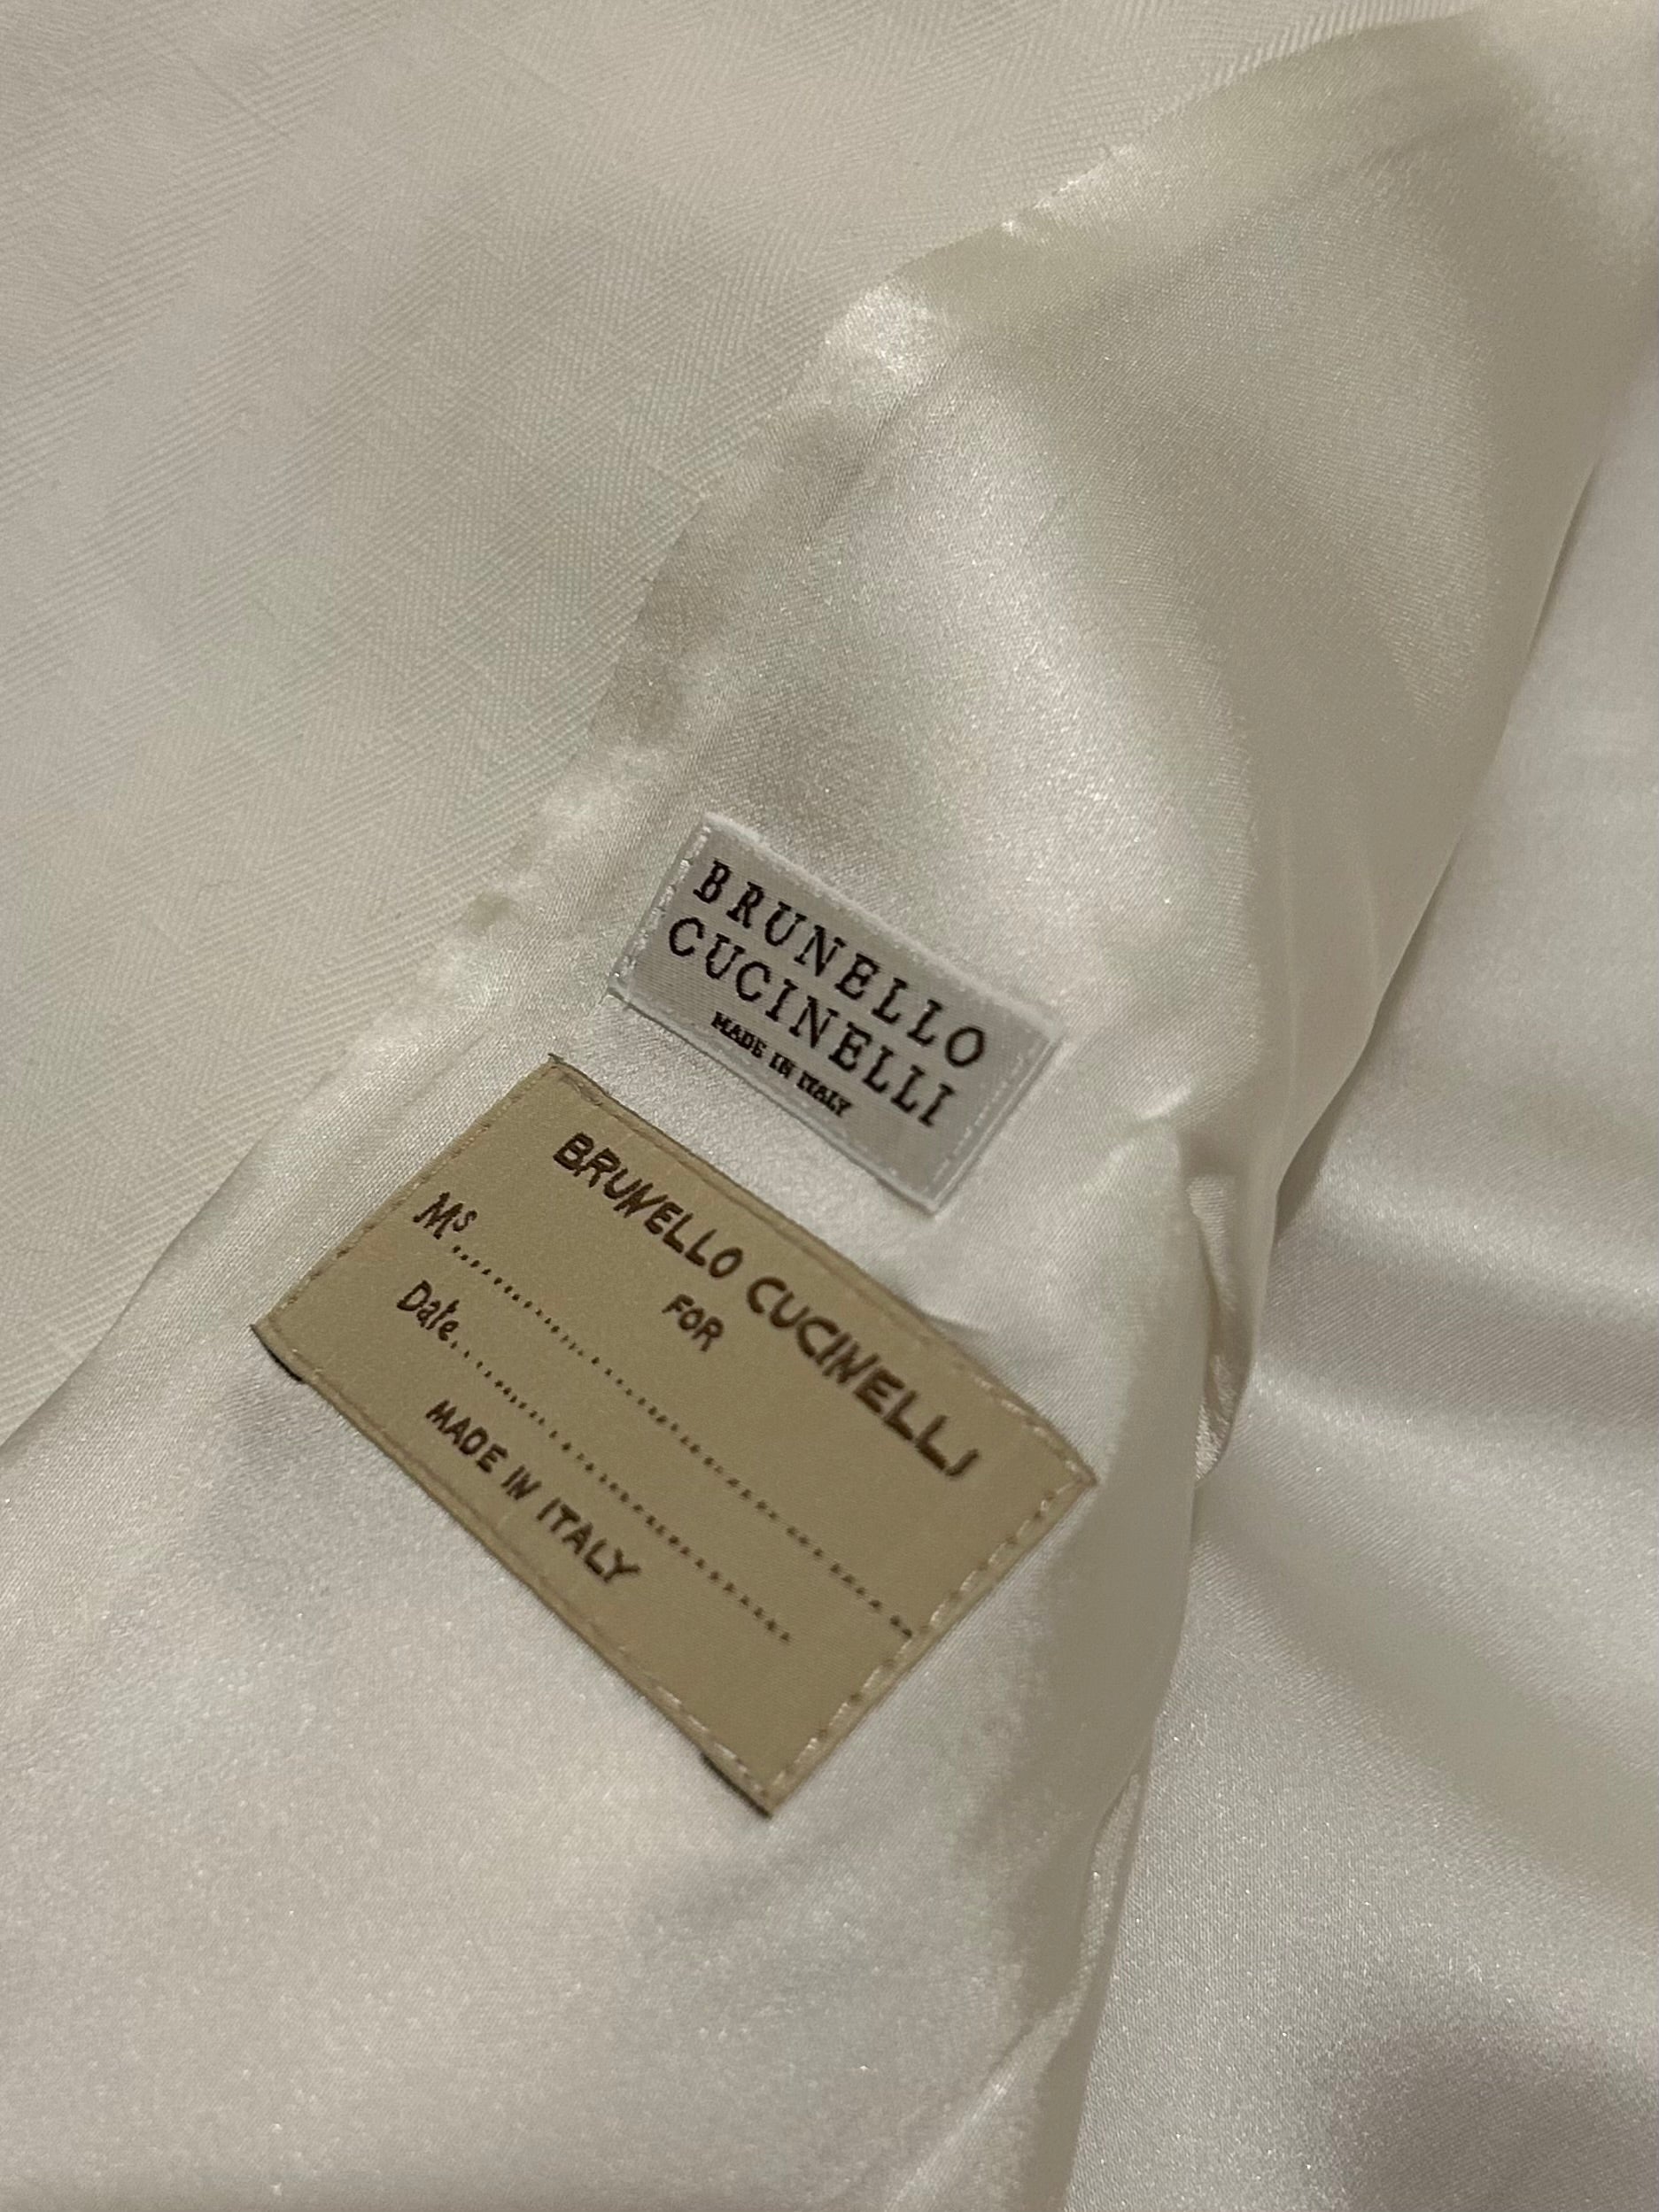 BRUNELLO
CUCINELLI
MADE IN ITALY
BRUNELLO CUCINELLI
FOR
Ms................................................
Date........................................
MADE IN ITALY